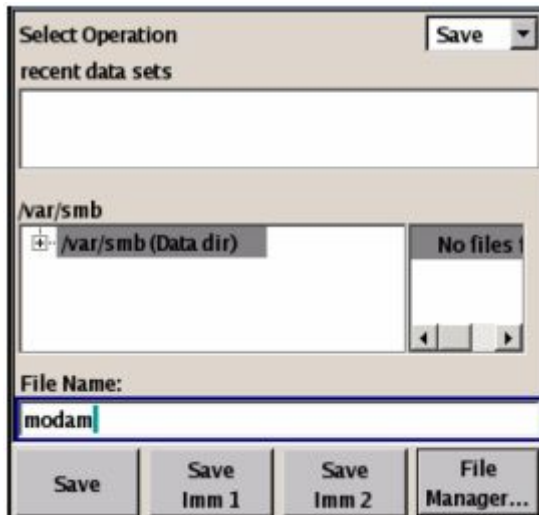 Select Operation Save
recent data sets
/var/smb
/var/smb (Data dir)
No files
File Name:
modam
Save
Save Imm 1
Save Imm 2
File Manager...